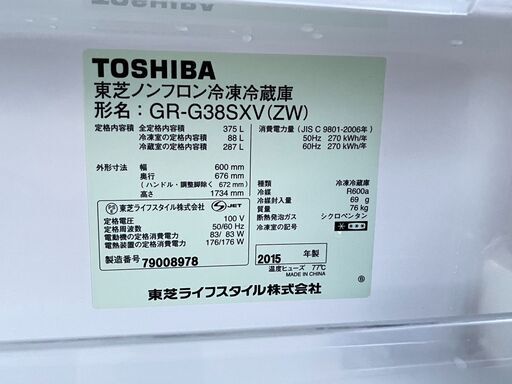 TOSHIBA
東芝ノンフロン冷凍冷蔵庫
形名：GR-G38SXV(ZW)
定格内容積 全定格内容積 375 L
冷凍室の定格内容積 88 L
冷蔵室の定格内容積 287 L
外形寸法 幅 600 mm
奥行 676 mm
(ハンドル・調整脚除く 672 mm)
高さ 1734 mm
東芝ライフスタイル株式会社 S-JET
定格電圧 100 V
定格周波数 50/60 Hz
電動機の定格消費電力 83/ 83 W
電熱装置の定格消費電力 176/176 W
製造番号 79008978
消費電力量 (JIS C 9801-2006年)
50Hz 270 kWh/年
60Hz 270 kWh/年
種類 冷凍冷蔵庫
冷媒 R600a
冷媒封入量 69 g
質量 76 kg
断熱発泡ガス シクロペンタン
冷凍室の記号
2015 年製
温度ヒューズ 77℃
MADE IN CHINA
東芝ライフスタイル株式会社